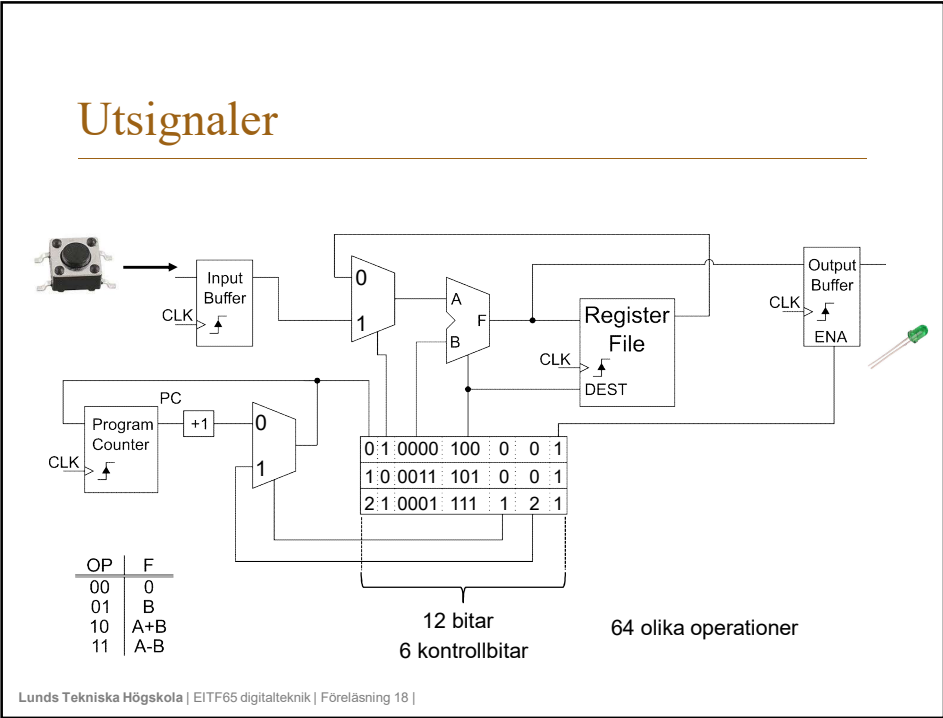 Utsignaler
Input
Buffer
CLK
0
1
A
B
F
Register
File
CLK
DEST
Output
Buffer
CLK
ENA
PC
Program
Counter
CLK
+1
0
1
0 1 0000 100 0 0 1
1 0 0011 101 0 0 1
2 1 0001 111 1 2 1
OP F
00 0
01 B
10 A+B
11 A-B
12 bitar
6 kontrollbitar
64 olika operationer
Lunds Tekniska Högskola | EITF65 digitalteknik | Föreläsning 18 |